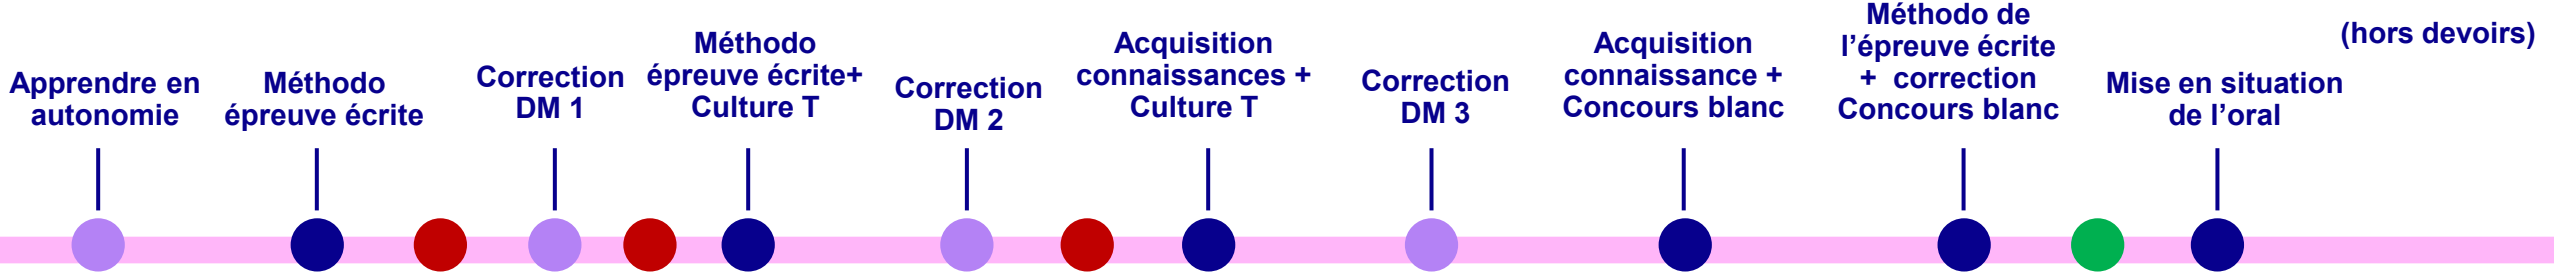 Apprendre en
autonomie
Méthodo
épreuve écrite
Correction
DM 1
Méthodo
épreuve écrite+
Culture T
Correction
DM 2
Acquisition
connaissances +
Culture T
Correction
DM 3
Acquisition
connaissance +
Concours blanc
Méthodo de
l’épreuve écrite
+ correction
Concours blanc
Mise en situation
de l’oral
(hors devoirs)